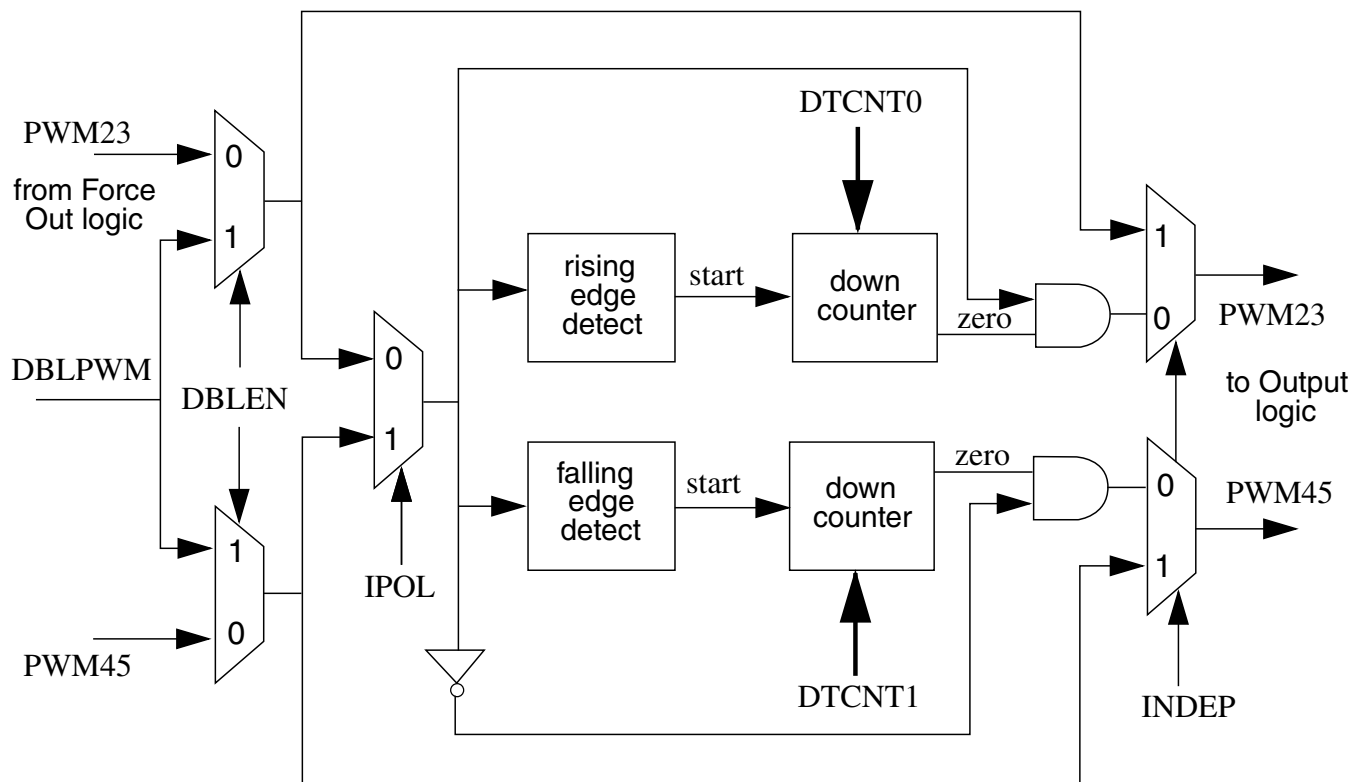 DTCNT0
PWM23
0
from Force
Out logic
1
rising
edge
detect
start
down
counter
zero
1
0
PWM23
DBLPWM
DBLEN
0
1
to Output
logic
falling
edge
detect
start
down
counter
zero
0
1
PWM45
1
0
PWM45
IPOL
DTCNT1
INDEP